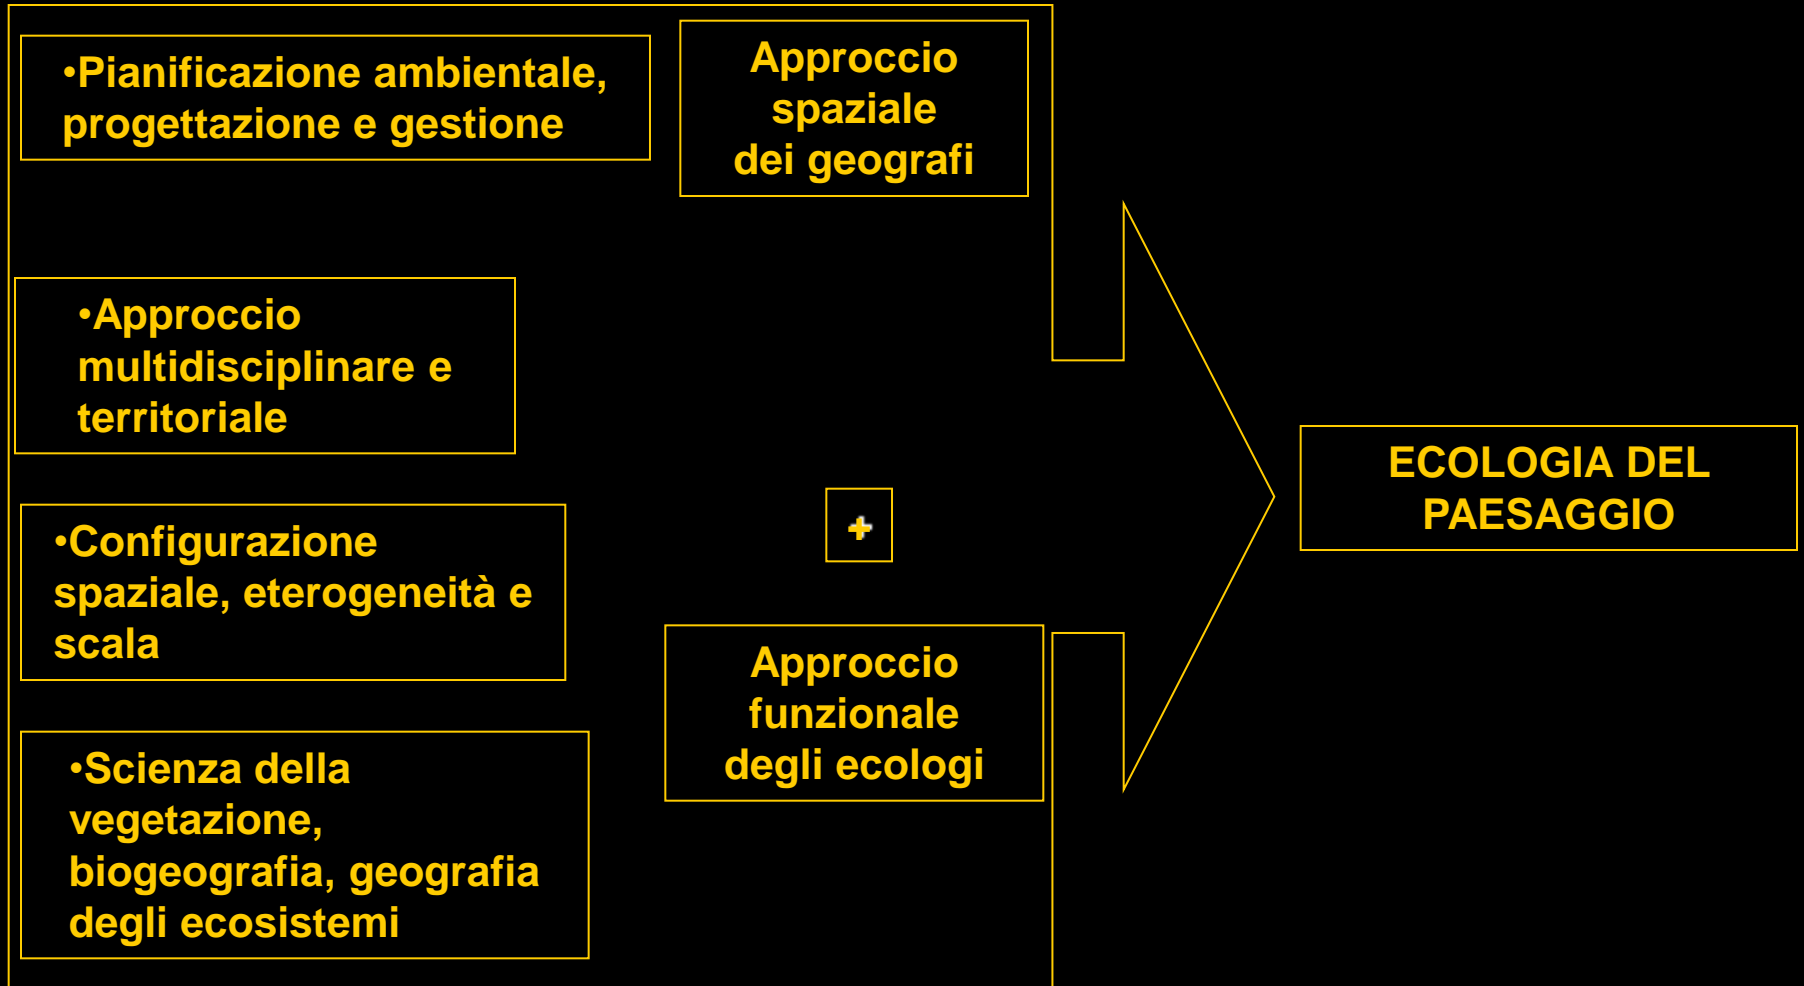 •Pianificazione ambientale,
progettazione e gestione
Approccio
spaziale
dei geografi
•Approccio
multidisciplinare e
territoriale
•Configurazione
spaziale, eterogeneità e
scala
+
Approccio
funzionale
degli ecologi
•Scienza della
vegetazione,
biogeografia, geografia
degli ecosistemi
ECOLOGIA DEL
PAESAGGIO